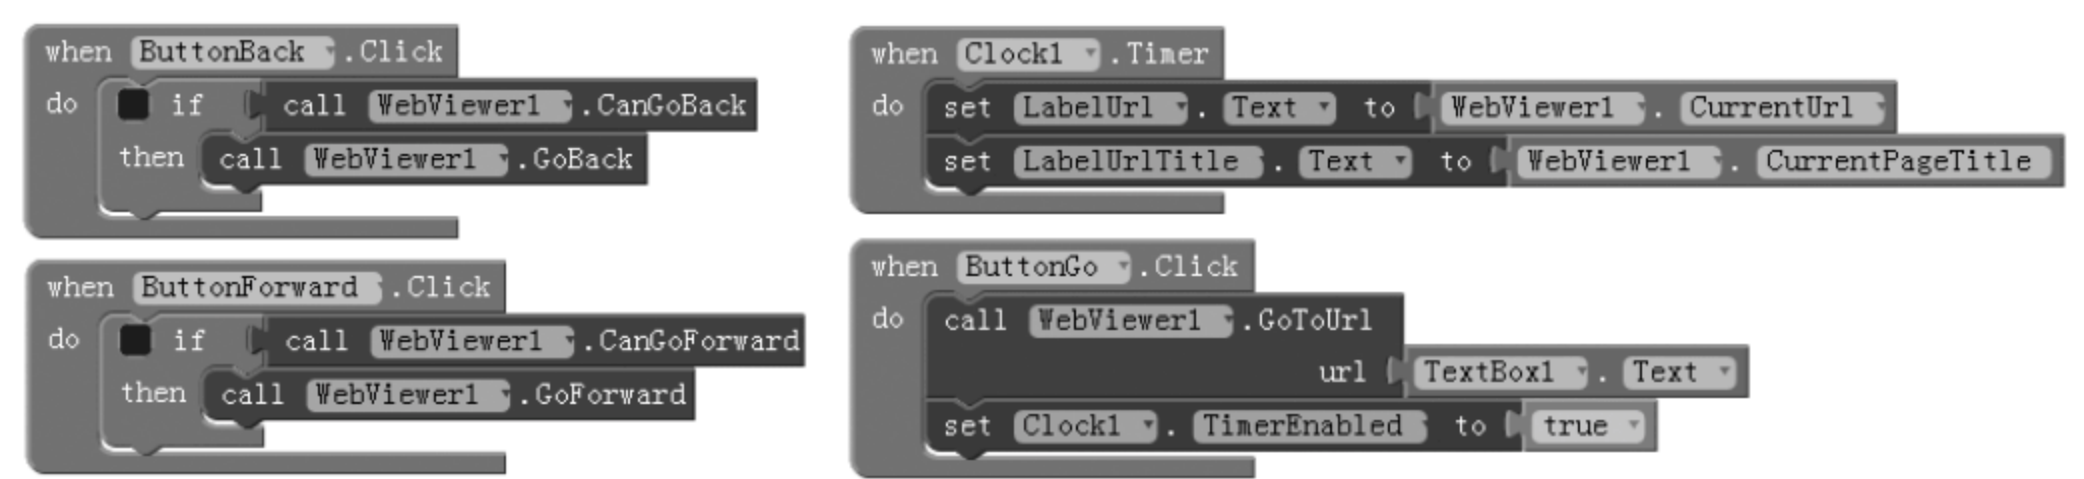 when ButtonBack .Click
do if call WebViewer1 .CanGoBack
then call WebViewer1 .GoBack
when ButtonForward .Click
do if call WebViewer1 .CanGoForward
then call WebViewer1 .GoForward
when Clock1 .Timer
do set LabelUrl . Text to WebViewer1 . CurrentUrl
set LabelUrlTitle . Text to WebViewer1 . CurrentPageTitle
when ButtonGo .Click
do call WebViewer1 .GoToUrl
url TextBox1 . Text
set Clock1 . TimerEnabled to true